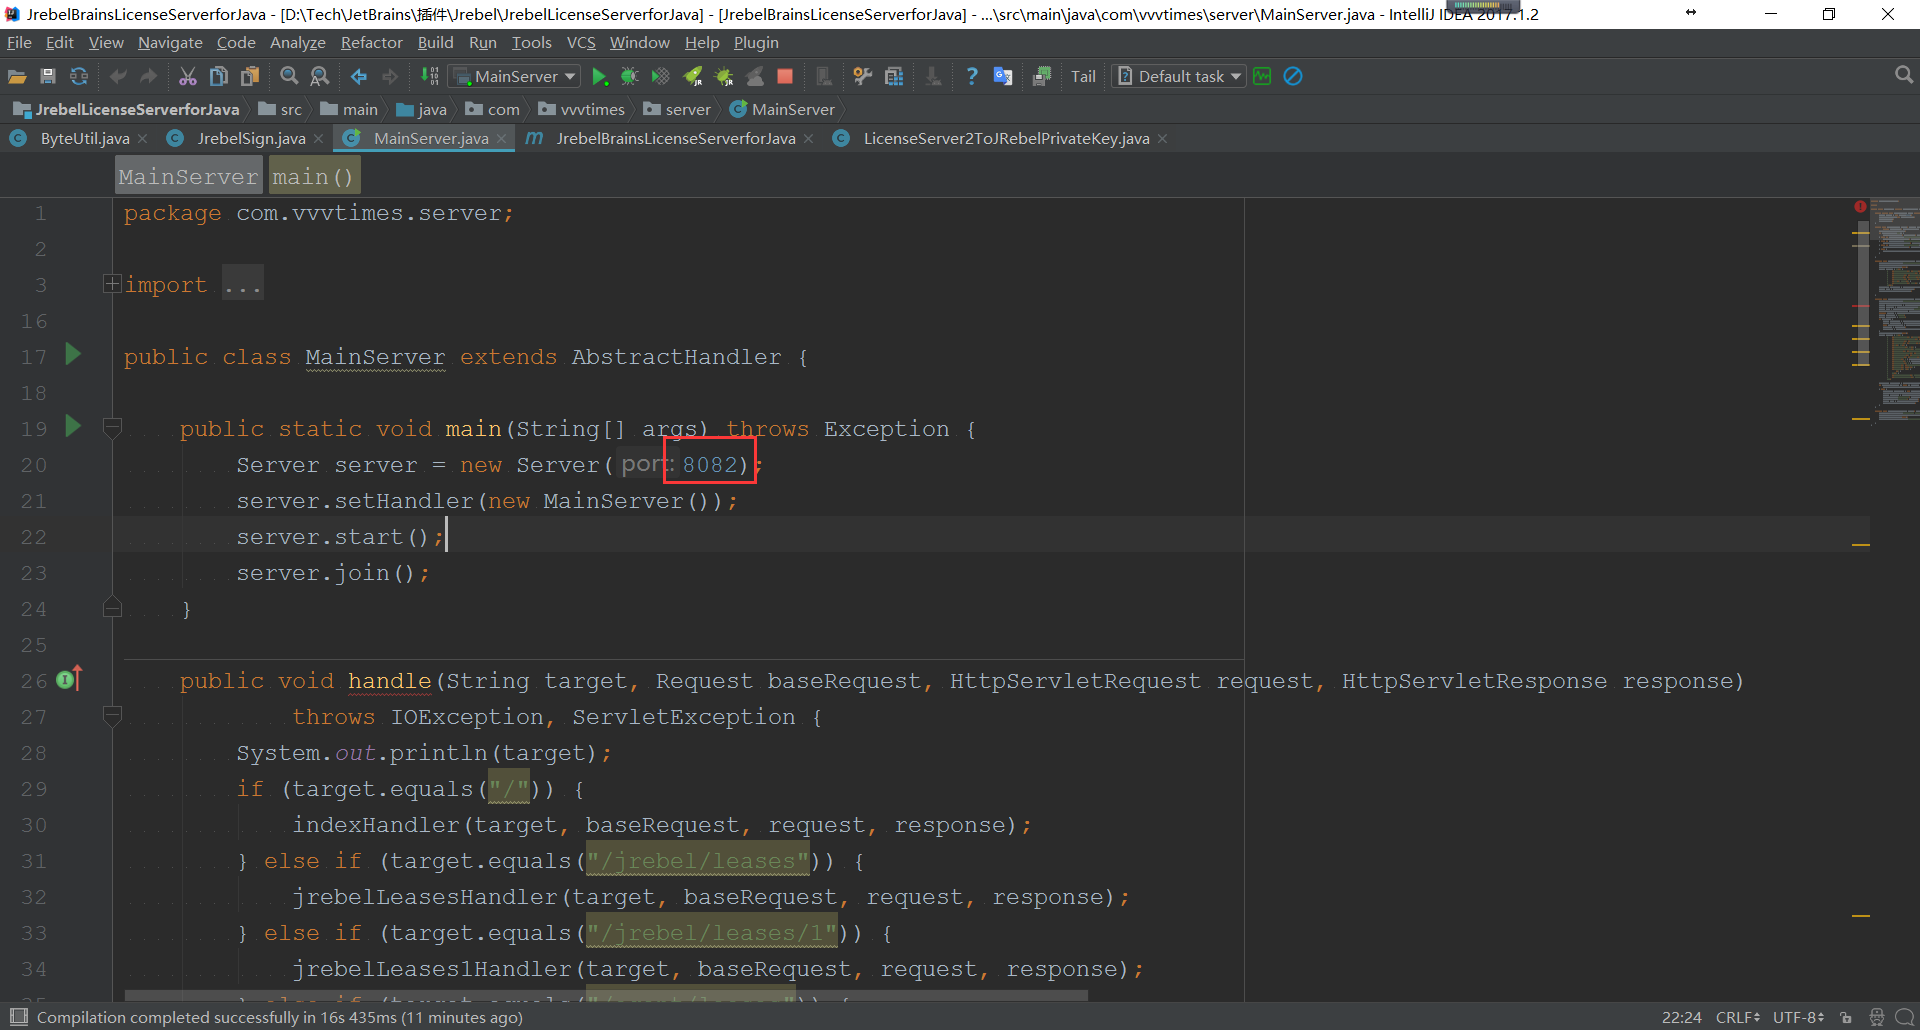 JrebelBrainsLicenseServerforJava - [D:\Tech\JetBrains\插件\Jrebel\JrebelLicenseServerforJava] - [JrebelBrainsLicenseServerforJava] - ...\src\main\java\com\vvvtimes\server\MainServer.java - IntelliJ IDEA 2017.1.2
File Edit View Navigate Code Analyze Refactor Build Run Tools VCS Window Help Plugin
MainServer Tail Default task
JrebelLicenseServerforJava src main java com vvvtimes server MainServer
ByteUtil.java JrebelSign.java MainServer.java JrebelBrainsLicenseServerforJava LicenseServer2ToJRebelPrivateKey.java
MainServer main()
1 package com.vvvtimes.server;
2
3 import ...
16
17 public class MainServer extends AbstractHandler {
18
19 public static void main(String[] args) throws Exception {
20 Server server = new Server( port: 8082);
21 server.setHandler(new MainServer());
22 server.start();
23 server.join();
24 }
25
26 public void handle(String target, Request baseRequest, HttpServletRequest request, HttpServletResponse response)
27 throws IOException, ServletException {
28 System.out.println(target);
29 if (target.equals("/")) {
30 indexHandler(target, baseRequest, request, response);
31 } else if (target.equals("/jrebel/leases")) {
32 jrebelLeasesHandler(target, baseRequest, request, response);
33 } else if (target.equals("/jrebel/leases/1")) {
34 jrebelLeases1Handler(target, baseRequest, request, response);
Compilation completed successfully in 16s 435ms (11 minutes ago) 22:24 CRLF UTF-8